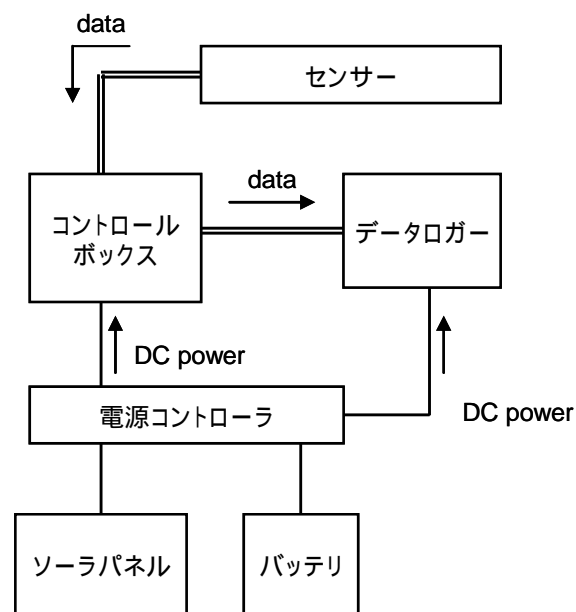 data
センサー
data
コントロール
ボックス
データロガー
DC power
電源コントローラ
DC power
ソーラパネル
バッテリ